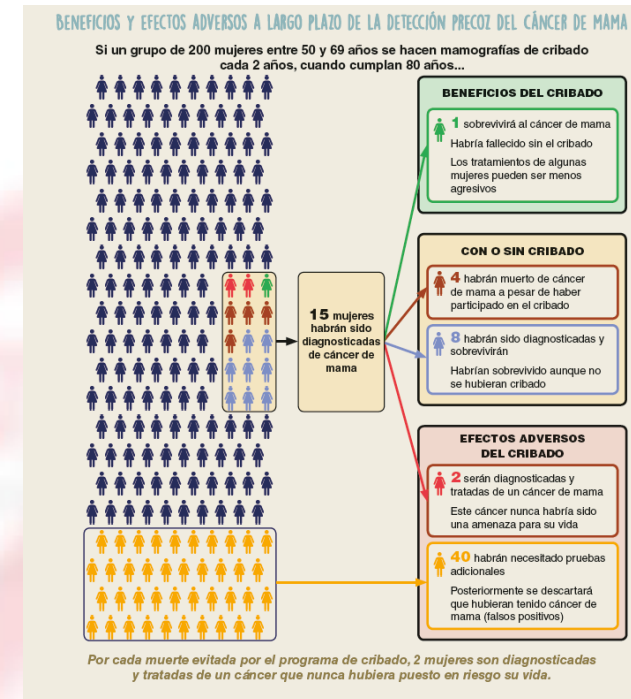 BENEFICIOS Y EFECTOS ADVERSOS A LARGO PLAZO DE LA DETECCIÓN PRECOZ DEL CÁNCER DE MAMA
Si un grupo de 200 mujeres entre 50 y 69 años se hacen mamografías de cribado
cada 2 años, cuando cumplan 80 años...
15 mujeres
habrán sido
diagnosticadas
de cáncer de
mama
BENEFICIOS DEL CRIBADO
1 sobrevivirá al cáncer de mama
Habría fallecido sin el cribado
Los tratamientos de algunas
mujeres pueden ser menos
agresivos
CON O SIN CRIBADO
4 habrán muerto de cáncer
de mama a pesar de haber
participado en el cribado
8 habrán sido diagnosticadas y
sobrevivirán
Habrían sobrevivido aunque no
se hubieran cribado
EFECTOS ADVERSOS
DEL CRIBADO
2 serán diagnosticadas y
tratadas de un cáncer de mama
Este cáncer nunca habría sido
una amenaza para su vida
40 habrán necesitado pruebas
adicionales
Posteriormente se descartará
que hubieran tenido cáncer de
mama (falsos positivos)
Por cada muerte evitada por el programa de cribado, 2 mujeres son diagnosticadas
y tratadas de un cáncer que nunca hubiera puesto en riesgo su vida.